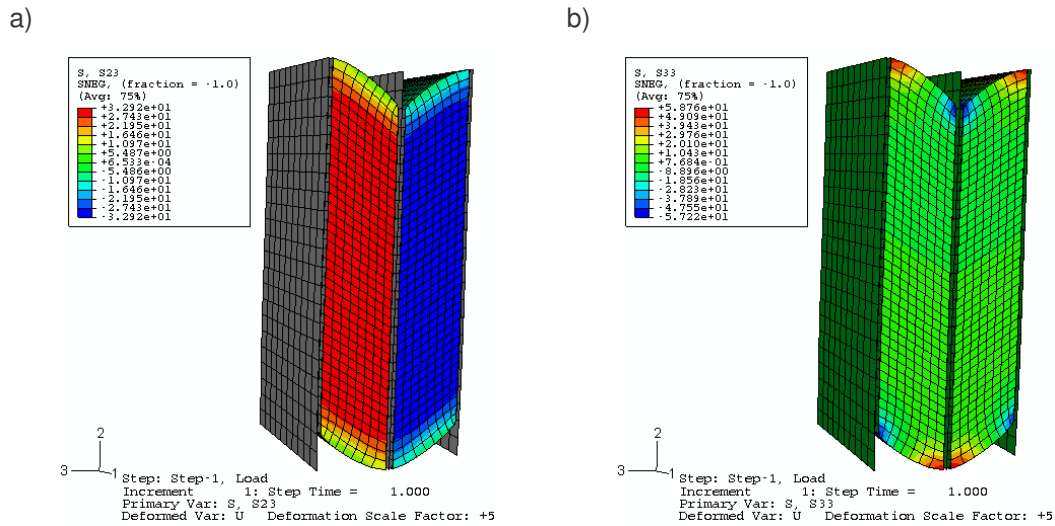 a)
S, S23
SNEG, (fraction = -1.0)
(Avg: 75%)
+3.292e+01
+2.743e+01
+2.195e+01
+1.646e+01
+1.097e+01
+5.487e+00
+6.533e-04
-5.486e+00
-1.097e+01
-1.646e+01
-2.195e+01
-2.743e+01
-3.292e+01
2
3
1
Step: Step-1, Load
Increment 1: Step Time = 1.000
Primary Var: S, S23
Deformed Var: U Deformation Scale Factor: +5
b)
S, S33
SNEG, (fraction = -1.0)
(Avg: 75%)
+5.876e+01
+4.909e+01
+3.943e+01
+2.976e+01
+2.010e+01
+1.043e+01
+7.684e-01
-8.896e+00
-1.856e+01
-2.823e+01
-3.789e+01
-4.755e+01
-5.722e+01
2
3
1
Step: Step-1, Load
Increment 1: Step Time = 1.000
Primary Var: S, S33
Deformed Var: U Deformation Scale Factor: +5